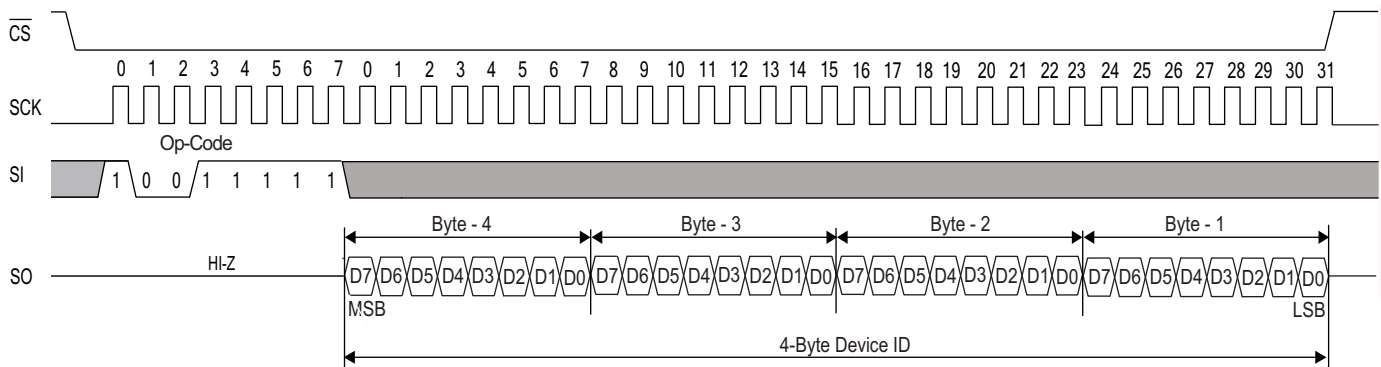 CS
0 1 2 3 4 5 6 7 0 1 2 3 4 5 6 7 8 9 10 11 12 13 14 15 16 17 18 19 20 21 22 23 24 25 26 27 28 29 30 31
SCK
Op-Code
SI 1 0 0 1 1 1 1 1
Byte - 4 Byte - 3 Byte - 2 Byte - 1
SO HI-Z D7 D6 D5 D4 D3 D2 D1 D0 D7 D6 D5 D4 D3 D2 D1 D0 D7 D6 D5 D4 D3 D2 D1 D0 D7 D6 D5 D4 D3 D2 D1 D0
MSB LSB
4-Byte Device ID